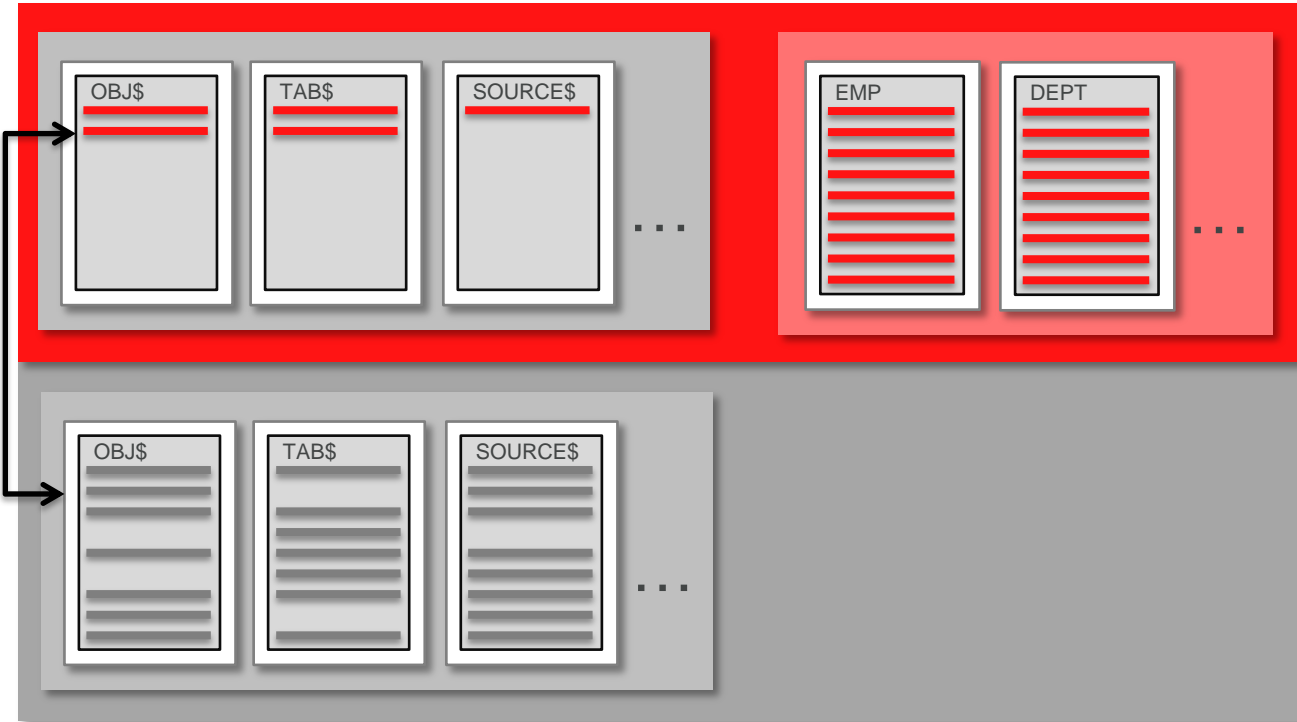 OBJ$
TAB$
SOURCE$
. . .
EMP
DEPT
. . .
OBJ$
TAB$
SOURCE$
. . .